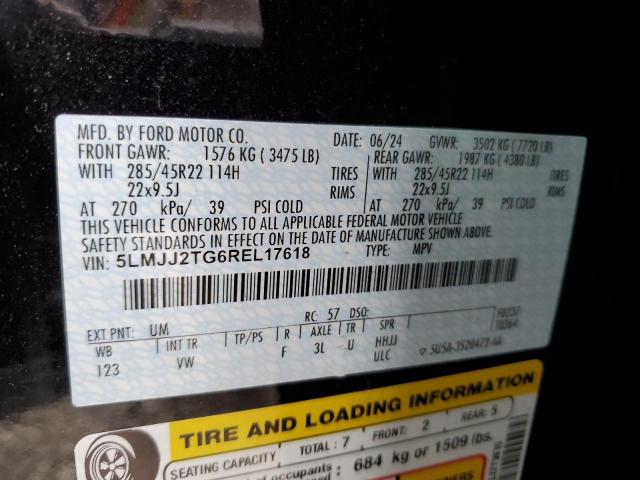 MFD. BY FORD MOTOR CO. DATE: 06/24 GVWR: 3502 KG (7720 LB)
FRONT GAWR: 1576 KG (3475 LB) REAR GAWR: 1987 KG (4380 LB)
WITH 285/45R22 114H TIRES WITH 285/45R22 114H TIRES
22x9.5J RIMS 22x9.5J RIMS
AT 270 kPa/ 39 PSI COLD AT 270 kPa/ 39 PSI COLD
THIS VEHICLE CONFORMS TO ALL APPLICABLE FEDERAL MOTOR VEHICLE
SAFETY STANDARDS IN EFFECT ON THE DATE OF MANUFACTURE SHOWN ABOVE.
VIN: 5LMJJ2TG6REL17618 TYPE: MPV
EXT PNT: UM RC: 57 DSO:
WB INT TR TP/PS R AXLE TR SPR
123 VW F 3L U HHJJ
ULC 5U5A-3520472-AA
TIRE AND LOADING INFORMATION
SEATING CAPACITY TOTAL: 7 FRONT: 2 REAR: 5
occupants 684 kg or 1509 lbs.